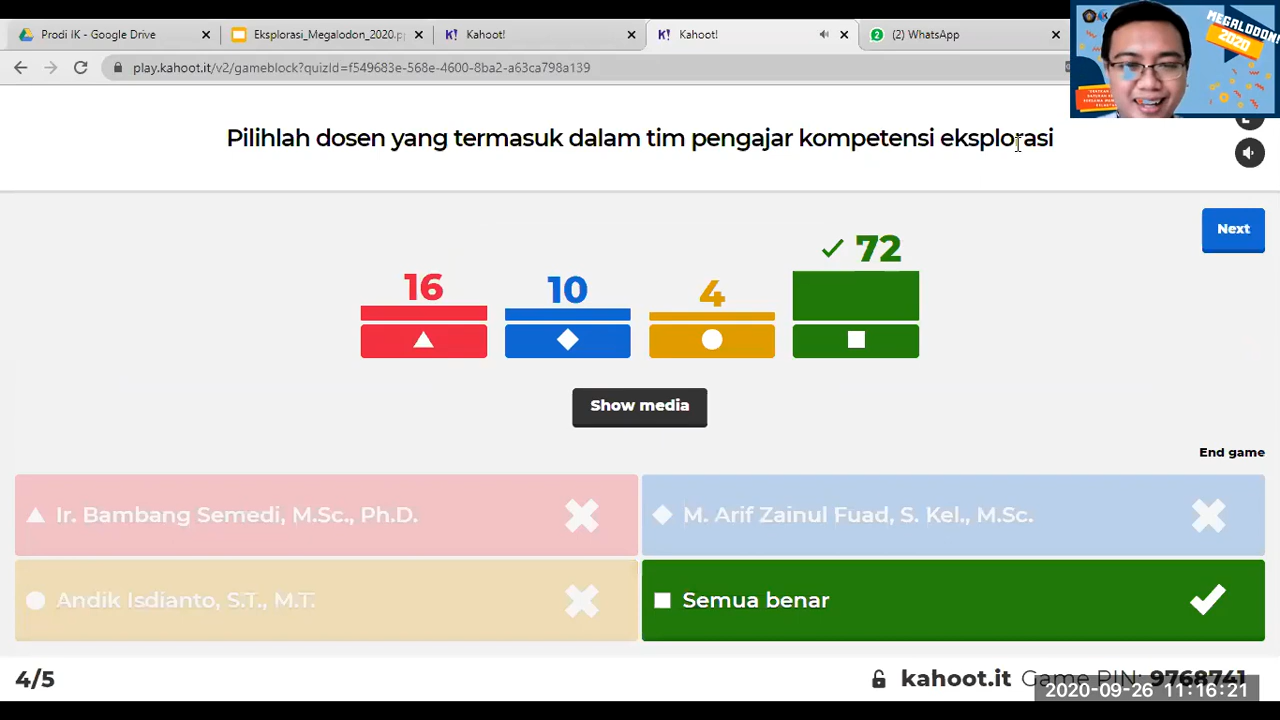 Prodi IK - Google Drive
Eksplorasi_Megalodon_2020.p
Kahoot!
Kahoot!
(2) WhatsApp
play.kahoot.it/v2/gameblock?quizId=f549683e-568e-4600-8ba2-a63ca798a139
MEGALODON!
2020
Pilihlah dosen yang termasuk dalam tim pengajar kompetensi eksplorasi
Next
16
10
4
72
Show media
End game
Ir. Bambang Semedi, M.Sc., Ph.D.
M. Arif Zainul Fuad, S. Kel., M.Sc.
Andik Isdianto, S.T., M.T.
Semua benar
4/5
kahoot.it Game PIN: 9768741
2020-09-26 11:16:21